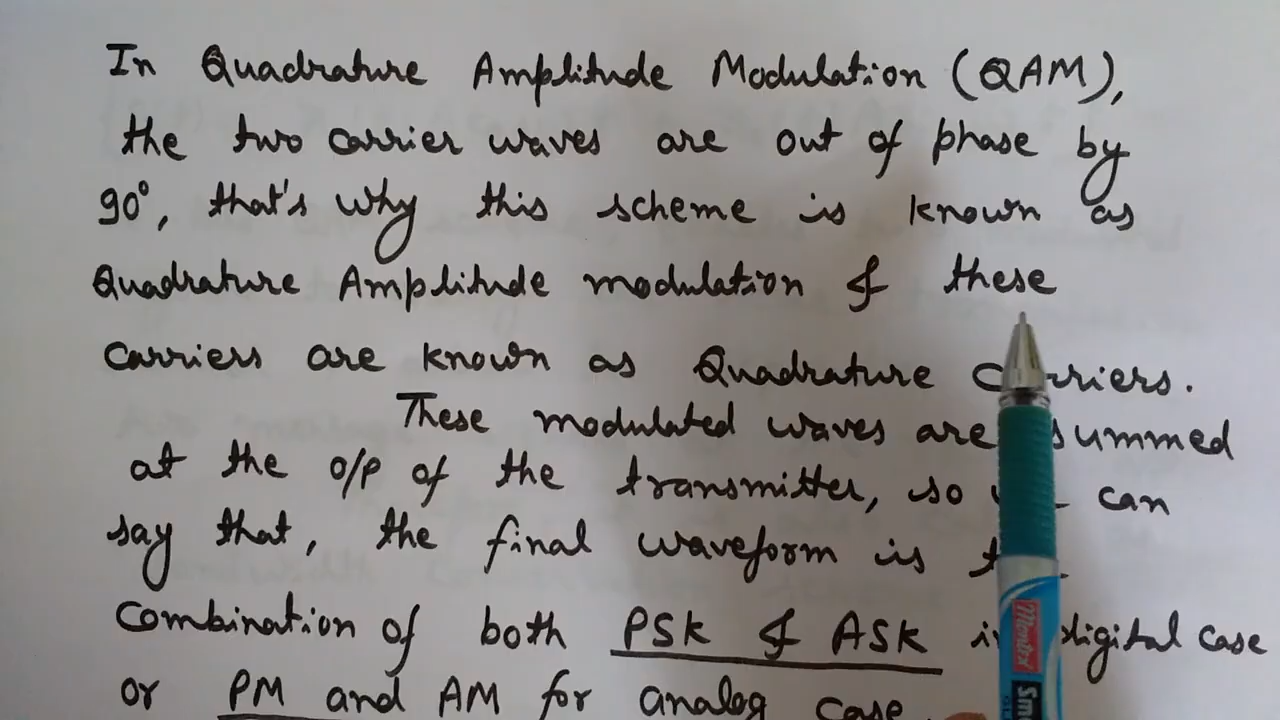 In Quadrature Amplitude Modulation (QAM),
the two carrier waves are out of phase by
90°, that's why this scheme is known as
Quadrature Amplitude modulation & these
carriers are known as Quadrature carriers.
These modulated waves are summed
at the o/p of the transmitter, so can
say that, the final waveform is
combination of both PSK & ASK in digital case
or PM and AM for analog case.
Montex